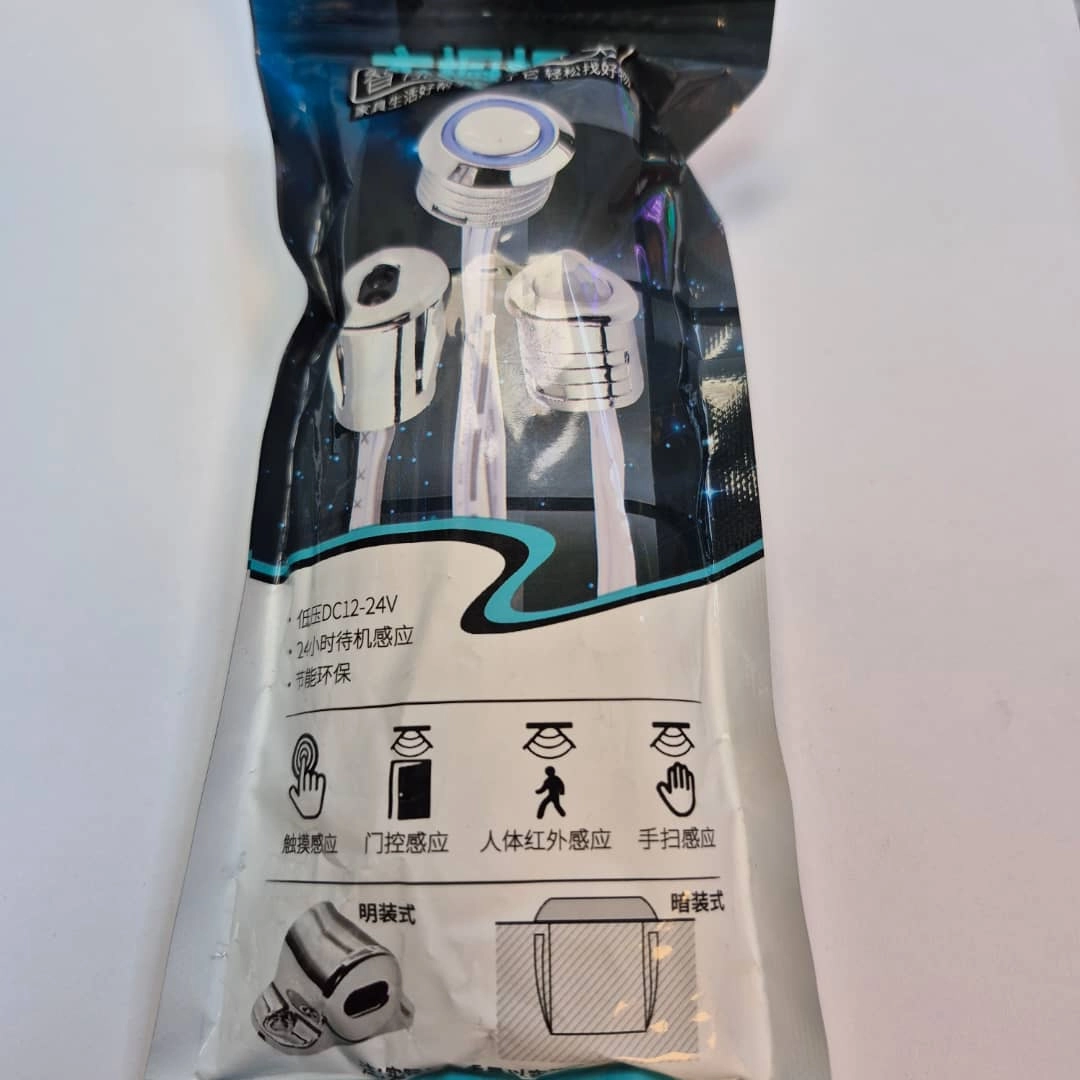 轻松找好物
家具生活好
· 低压DC12-24V
· 24小时待机感应
· 节能环保
触摸感应
门控感应
人体红外感应
手扫感应
明装式
暗装式